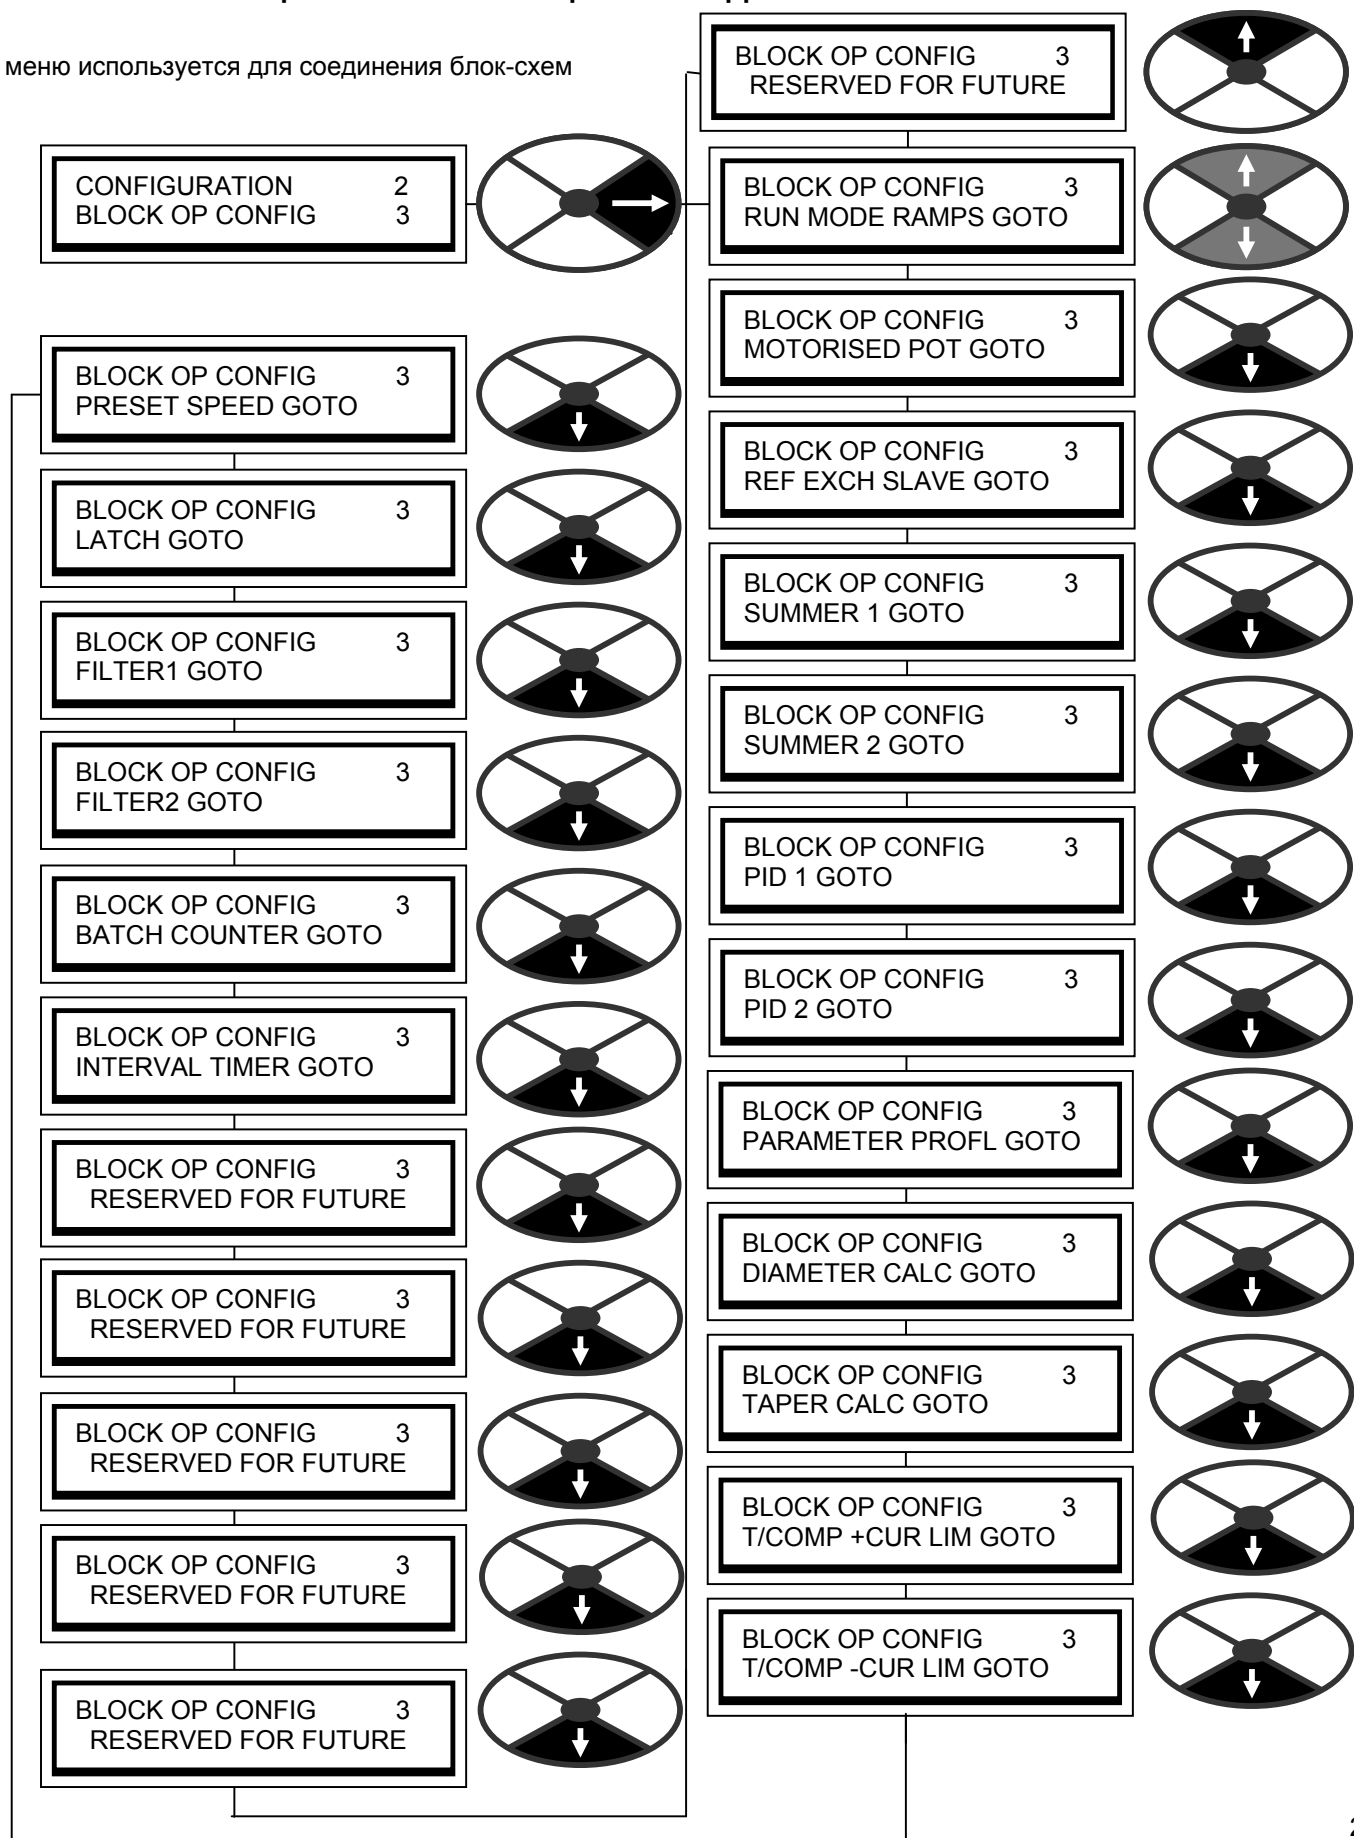 меню используется для соединения блок-схем
CONFIGURATION 2
BLOCK OP CONFIG 3
BLOCK OP CONFIG 3
PRESET SPEED GOTO
BLOCK OP CONFIG 3
LATCH GOTO
BLOCK OP CONFIG 3
FILTER1 GOTO
BLOCK OP CONFIG 3
FILTER2 GOTO
BLOCK OP CONFIG 3
BATCH COUNTER GOTO
BLOCK OP CONFIG 3
INTERVAL TIMER GOTO
BLOCK OP CONFIG 3
RESERVED FOR FUTURE
BLOCK OP CONFIG 3
RESERVED FOR FUTURE
BLOCK OP CONFIG 3
RESERVED FOR FUTURE
BLOCK OP CONFIG 3
RESERVED FOR FUTURE
BLOCK OP CONFIG 3
RESERVED FOR FUTURE
BLOCK OP CONFIG 3
RESERVED FOR FUTURE
BLOCK OP CONFIG 3
RUN MODE RAMPS GOTO
BLOCK OP CONFIG 3
MOTORISED POT GOTO
BLOCK OP CONFIG 3
REF EXCH SLAVE GOTO
BLOCK OP CONFIG 3
SUMMER 1 GOTO
BLOCK OP CONFIG 3
SUMMER 2 GOTO
BLOCK OP CONFIG 3
PID 1 GOTO
BLOCK OP CONFIG 3
PID 2 GOTO
BLOCK OP CONFIG 3
PARAMETER PROFL GOTO
BLOCK OP CONFIG 3
DIAMETER CALC GOTO
BLOCK OP CONFIG 3
TAPER CALC GOTO
BLOCK OP CONFIG 3
T/COMP +CUR LIM GOTO
BLOCK OP CONFIG 3
T/COMP -CUR LIM GOTO